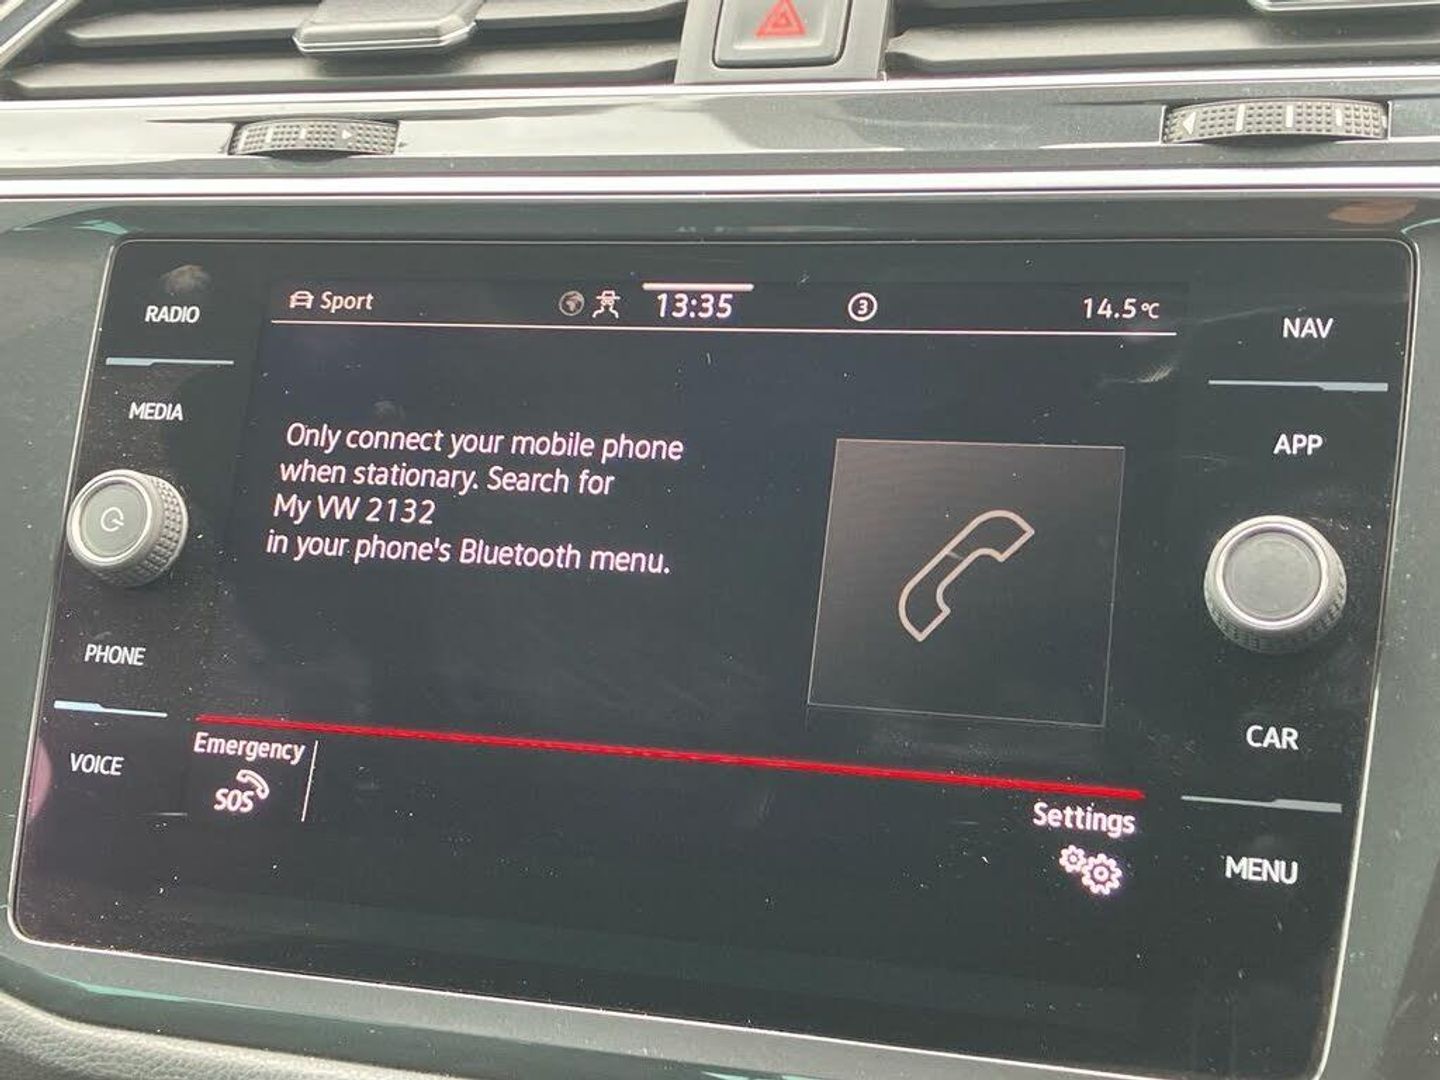 Sport 13:35 3 14.5°C
RADIO
MEDIA
PHONE
VOICE
Only connect your mobile phone
when stationary. Search for
My VW 2132
in your phone's Bluetooth menu.
Emergency
SOS
Settings
NAV
APP
CAR
MENU